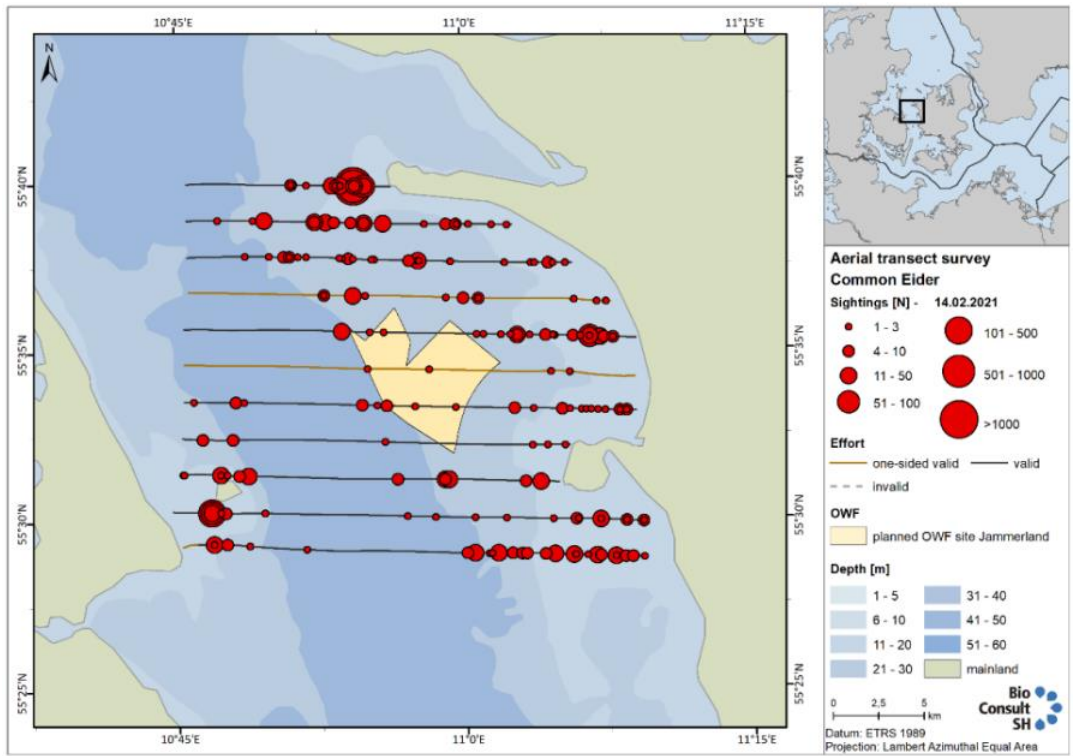 10°45'E 11°0'E 11°15'E
N
55°40'N 55°40'N
55°35'N 55°35'N
55°30'N 55°30'N
55°25'N 55°25'N
10°45'E 11°0'E 11°15'E
Aerial transect survey
Common Eider
Sightings [N] - 14.02.2021
1 - 3 101 - 500
4 - 10
11 - 50 501 - 1000
51 - 100
>1000
Effort
one-sided valid valid
invalid
OWF
planned OWF site Jammerland
Depth [m]
1 - 5 31 - 40
6 - 10 41 - 50
11 - 20 51 - 60
21 - 30 mainland
0 2,5 5
km
Bio
Consult
SH
Datum: ETRS 1989
Projection: Lambert Azimuthal Equal Area